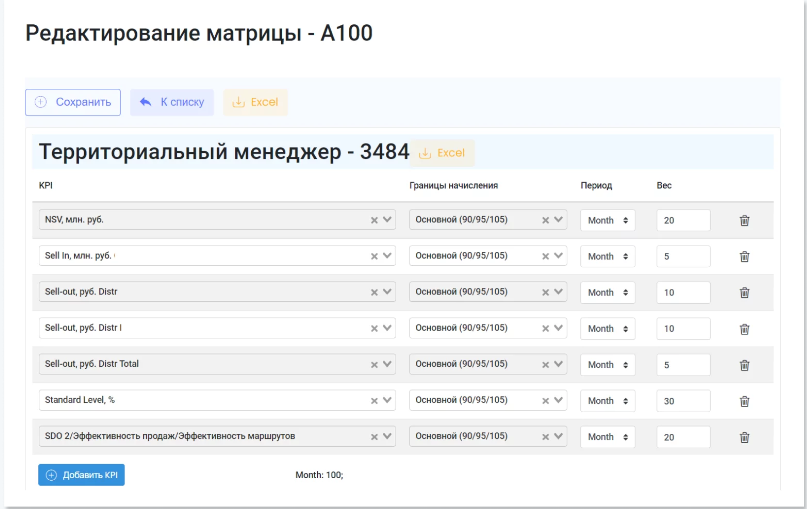 Редактирование матрицы - A100
Сохранить К списку Excel
Территориальный менеджер - 3484 Excel
KPI Границы начисления Период Вес
NSV, млн. руб. Основной (90/95/105) Month 20
Sell In, млн. руб. Основной (90/95/105) Month 5
Sell-out, руб. Distr Основной (90/95/105) Month 10
Sell-out, руб. Distr I Основной (90/95/105) Month 10
Sell-out, руб. Distr Total Основной (90/95/105) Month 5
Standard Level, % Основной (90/95/105) Month 30
SDO 2/Эффективность продаж/Эффективность маршрутов Основной (90/95/105) Month 20
Добавить KPI Month: 100;